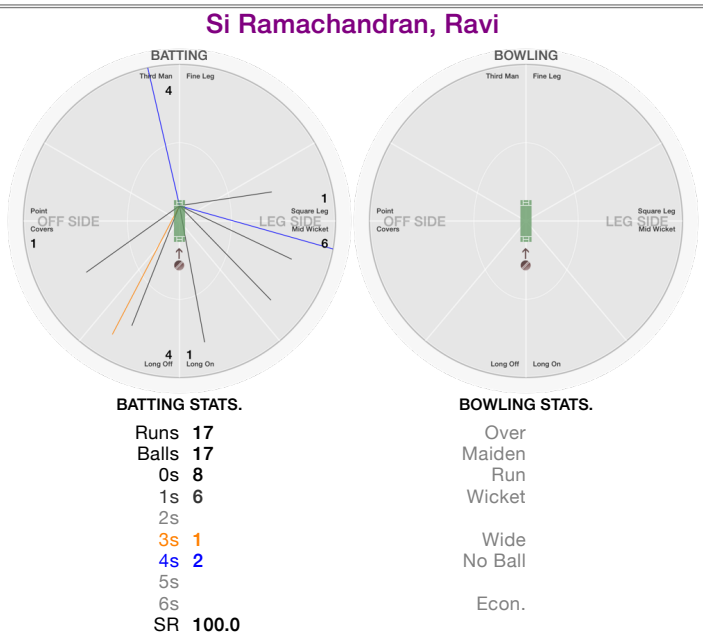 Si Ramachandran, Ravi
BATTING
Third Man Fine Leg
4
1
Point
Square Leg
OFF SIDE
LEG SIDE
Covers
Mid Wicket
1
6
4 1
Long Off Long On
BATTING STATS.
Runs 17
Balls 17
0s 8
1s 6
2s
3s 1
4s 2
5s
6s
SR 100.0
BOWLING
Third Man Fine Leg
Point
Square Leg
OFF SIDE
LEG SIDE
Covers
Mid Wicket
Long Off Long On
BOWLING STATS.
Over
Maiden
Run
Wicket
Wide
No Ball
Econ.